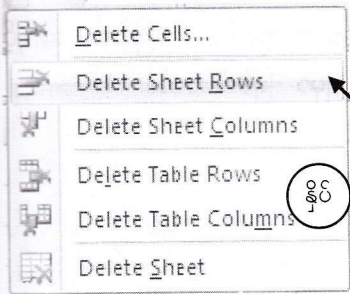 Delete Cells...
Delete Sheet Rows
Delete Sheet Columns
Delete Table Rows
Delete Table Columns
Delete Sheet